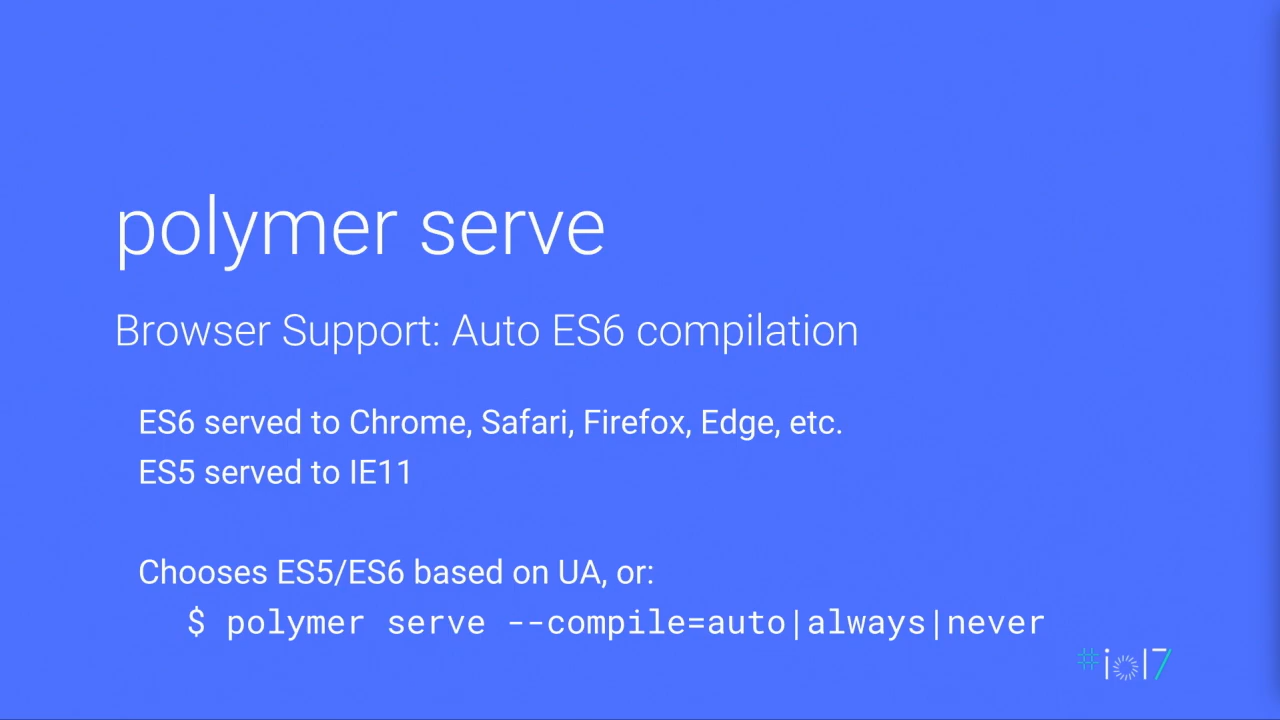 polymer serve
Browser Support: Auto ES6 compilation
ES6 served to Chrome, Safari, Firefox, Edge, etc.
ES5 served to IE11
Chooses ES5/ES6 based on UA, or:
$ polymer serve --compile=auto|always|never
#io17